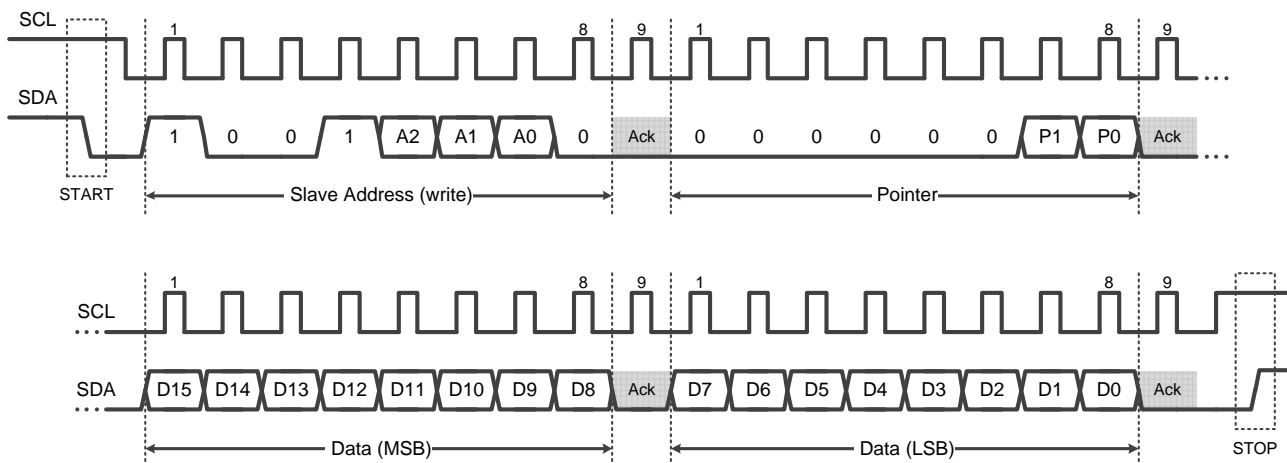 SCL
1 8 9 1 8 9
SDA
1 0 0 1 A2 A1 A0 0 Ack 0 0 0 0 0 0 P1 P0 Ack
START Slave Address (write) Pointer
1 8 9 1 8 9
SCL
SDA D15 D14 D13 D12 D11 D10 D9 D8 Ack D7 D6 D5 D4 D3 D2 D1 D0 Ack
Data (MSB) Data (LSB) STOP